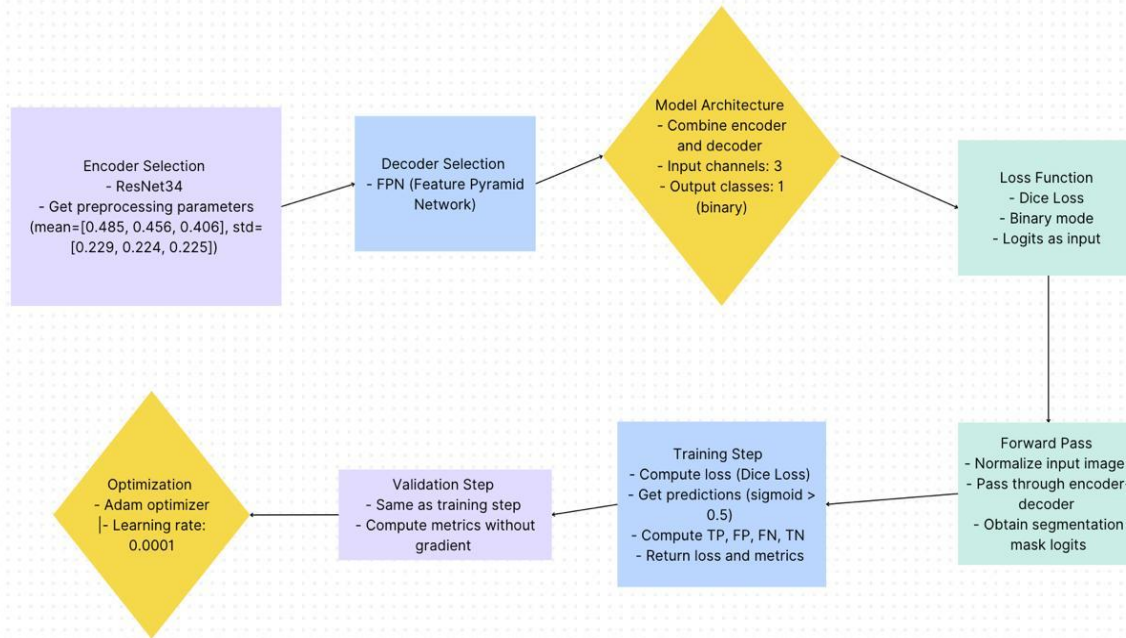 Encoder Selection
- ResNet34
- Get preprocessing parameters
(mean=[0.485, 0.456, 0.406], std=
[0.229, 0.224, 0.225])
Decoder Selection
- FPN (Feature Pyramid
Network)
Model Architecture
- Combine encoder
and decoder
- Input channels: 3
- Output classes: 1
(binary)
Loss Function
- Dice Loss
- Binary mode
- Logits as input
Forward Pass
- Normalize input image
- Pass through encoder-
decoder
- Obtain segmentation
mask logits
Training Step
- Compute loss (Dice Loss)
- Get predictions (sigmoid >
0.5)
- Compute TP, FP, FN, TN
- Return loss and metrics
Validation Step
- Same as training step
- Compute metrics without
gradient
Optimization
- Adam optimizer
- Learning rate:
0.0001